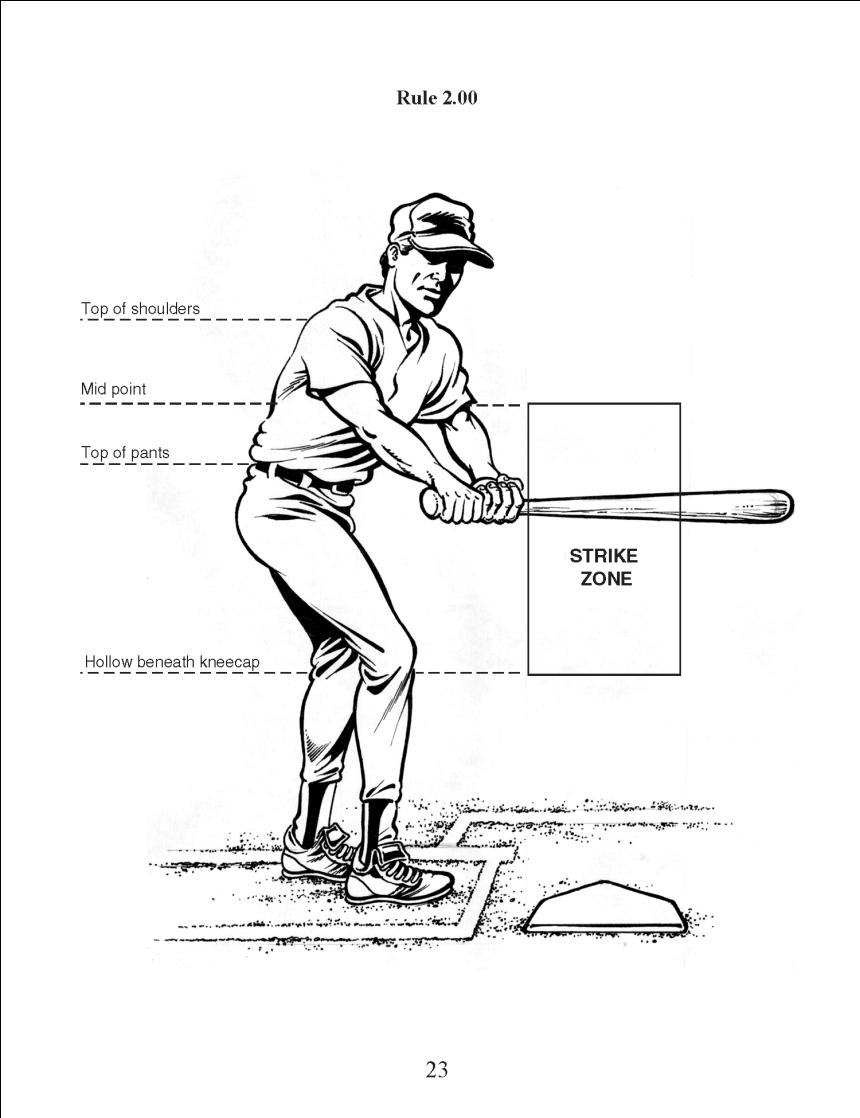 Rule 2.00
Top of shoulders
Mid point
Top of pants
STRIKE
ZONE
Hollow beneath kneecap
23